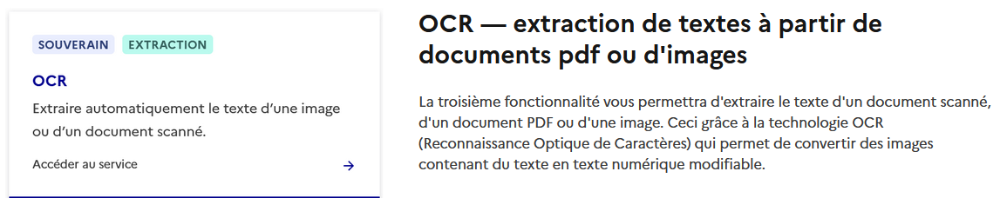 SOUVERAIN EXTRACTION
OCR
Extraire automatiquement le texte d’une image
ou d’un document scanné.
Accéder au service
OCR — extraction de textes à partir de
documents pdf ou d'images
La troisième fonctionnalité vous permettra d'extraire le texte d'un document scanné,
d'un document PDF ou d'une image. Ceci grâce à la technologie OCR
(Reconnaissance Optique de Caractères) qui permet de convertir des images
contenant du texte en texte numérique modifiable.